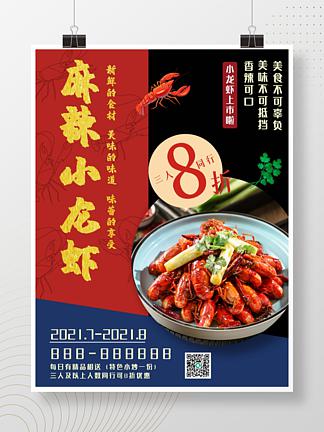 麻辣小龙虾
新鲜的食材 美味的味道 味蕾的享受
小龙虾上市啦
美食不可辜负
美味不可抵挡
香辣可口
三人同行
8折
2021.7-2021.8
888-888888
每日有精品相送(特色小炒一份)
三人及以上人数同行可8折优惠